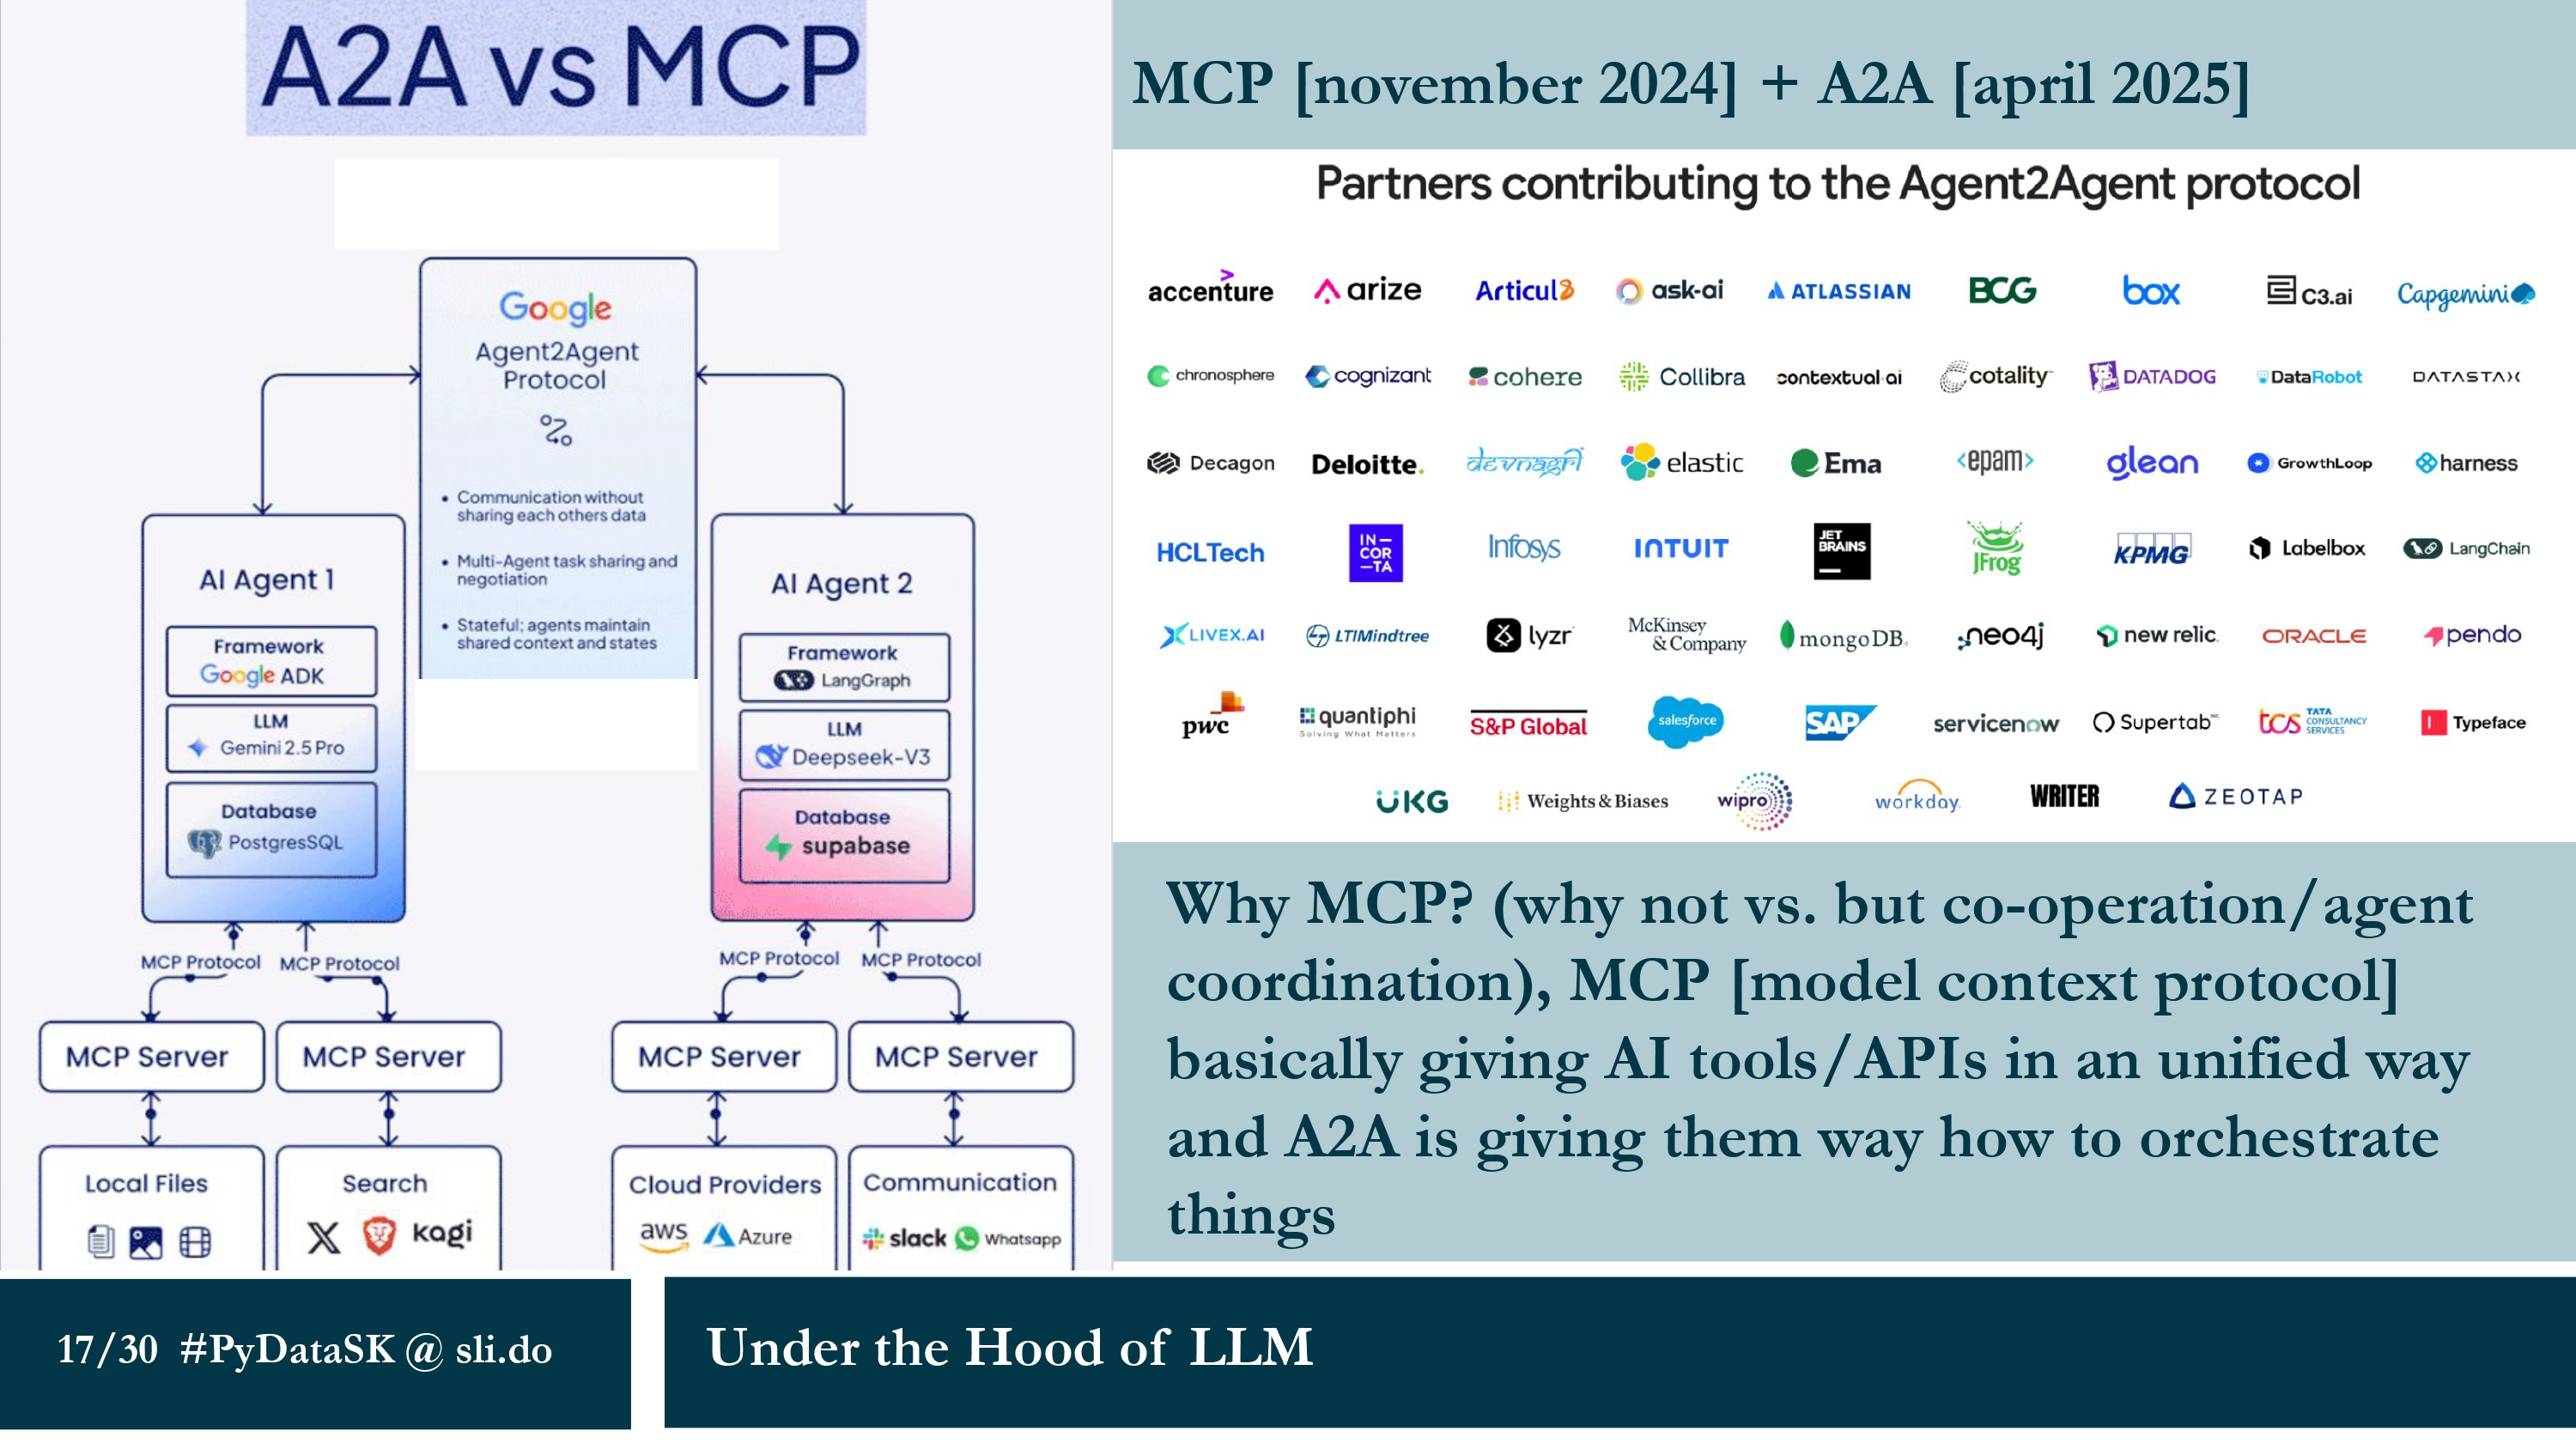 A2A vs MCP
Google
Agent2Agent
Protocol
• Communication without
sharing each others data
• Multi-Agent task sharing and
negotiation
• Stateful; agents maintain
shared context and states
AI Agent 1
Framework
Google ADK
LLM
Gemini 2.5 Pro
Database
PostgresSQL
AI Agent 2
Framework
LangGraph
LLM
Deepseek-V3
Database
supabase
MCP Protocol MCP Protocol
MCP Protocol MCP Protocol
MCP Server MCP Server MCP Server MCP Server
Local Files
Search
X kagi
Cloud Providers
aws Azure
Communication
slack Whatsapp
MCP [november 2024] + A2A [april 2025]
Partners contributing to the Agent2Agent protocol
accenture arize Articul8 ask-ai ATLASSIAN BCG box C3.ai Capgemini
chronosphere cognizant cohere Collibra contextual ai cotality DATADOG DataRobot DATASTAX
Decagon Deloitte. devnagri elastic Ema <epam> glean GrowthLoop harness
HCLTech IN–COR–TA Infosys INTUIT JET BRAINS JFrog KPMG Labelbox LangChain
LIVEX.AI LTIMindtree lyzr McKinsey & Company mongoDB. neo4j new relic. ORACLE pendo
pwc quantiphi Solving What Matters S&P Global salesforce SAP servicenow Supertab tcs TATA CONSULTANCY SERVICES Typeface
UKG Weights & Biases wipro workday. WRITER ZEOTAP
Why MCP? (why not vs. but co-operation/agent
coordination), MCP [model context protocol]
basically giving AI tools/APIs in an unified way
and A2A is giving them way how to orchestrate
things
17/30 #PyDataSK @ sli.do
Under the Hood of LLM